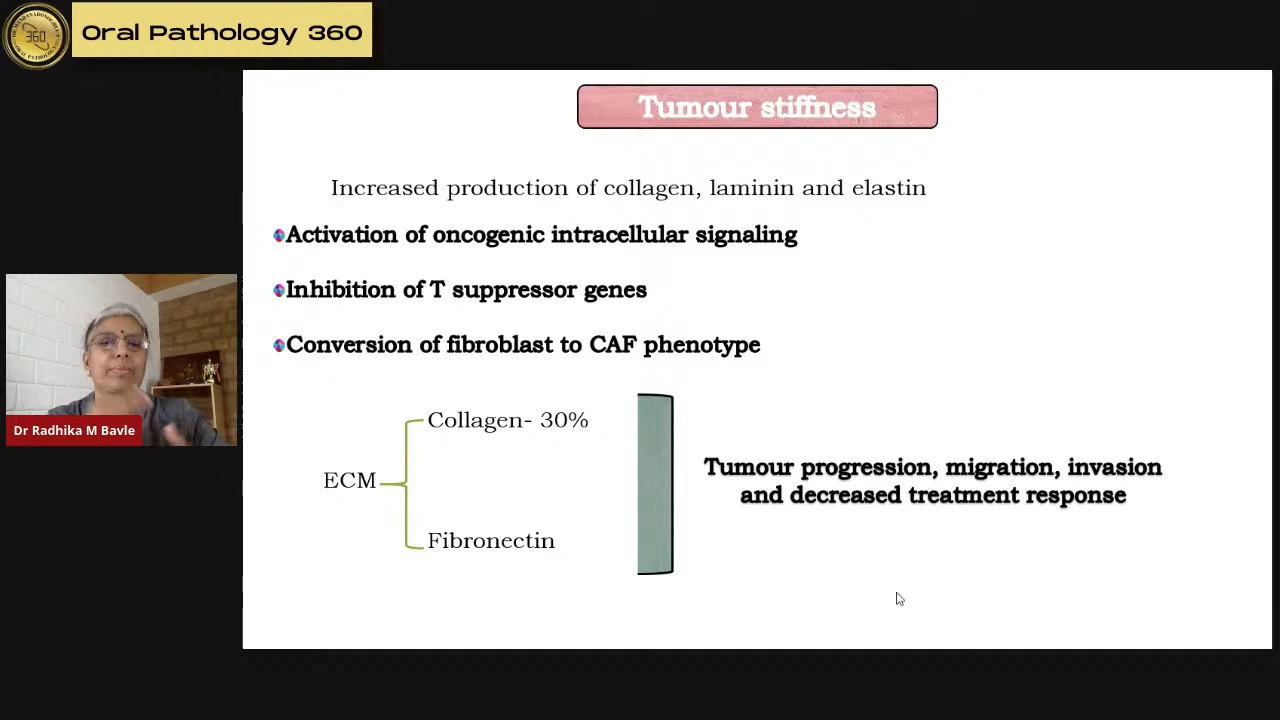 360
Oral Pathology 360
Tumour stiffness
Increased production of collagen, laminin and elastin
Activation of oncogenic intracellular signaling
Inhibition of T suppressor genes
Conversion of fibroblast to CAF phenotype
Collagen- 30%
ECM
Fibronectin
Tumour progression, migration, invasion
and decreased treatment response
Dr Radhika M Bavle